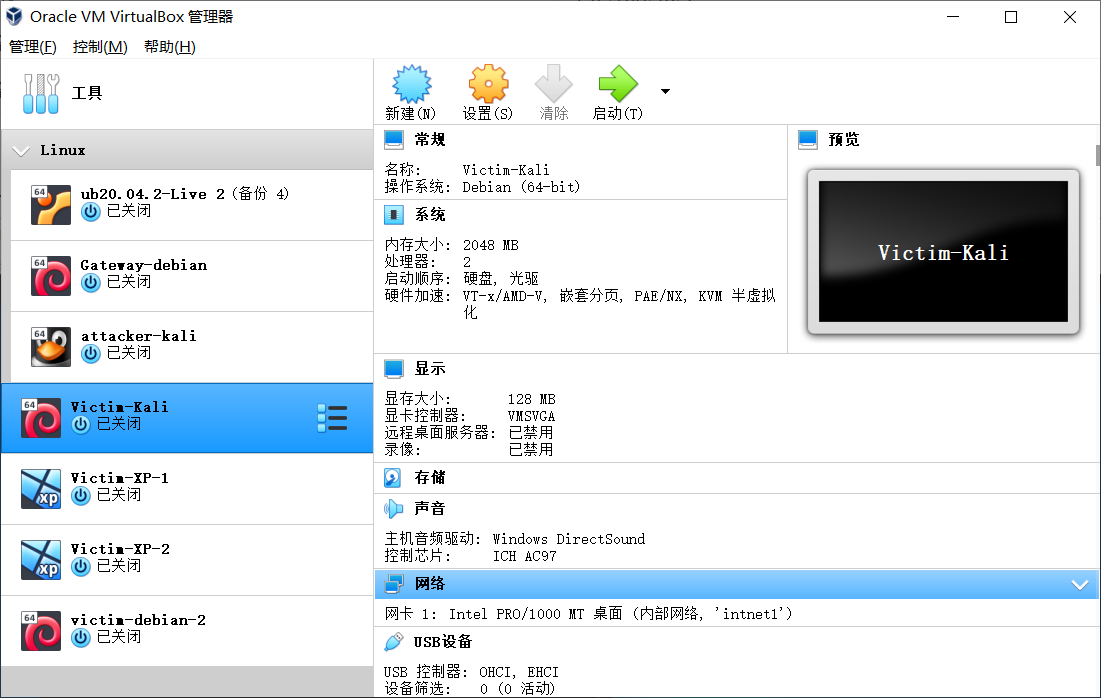 Oracle VM VirtualBox 管理器
管理(F) 控制(M) 帮助(H)
工具
新建(N) 设置(S) 清除 启动(T)
Linux
64
ub20.04.2-Live 2 (备份 4)
已关闭
64
Gateway-debian
已关闭
64
attacker-kali
已关闭
64
Victim-Kali
已关闭
xp
Victim-XP-1
已关闭
xp
Victim-XP-2
已关闭
64
victim-debian-2
已关闭
常规
名称: Victim-Kali
操作系统: Debian (64-bit)
系统
内存大小: 2048 MB
处理器: 2
启动顺序: 硬盘, 光驱
硬件加速: VT-x/AMD-V, 嵌套分页, PAE/NX, KVM 半虚拟
化
预览
Victim-Kali
显示
显存大小: 128 MB
显卡控制器: VMSVGA
远程桌面服务器: 已禁用
录像: 已禁用
存储
声音
主机音频驱动: Windows DirectSound
控制芯片: ICH AC97
网络
网卡 1: Intel PRO/1000 MT 桌面 (内部网络, 'intnet1')
USB设备
USB 控制器: OHCI, EHCI
设备筛选: 0 (0 活动)